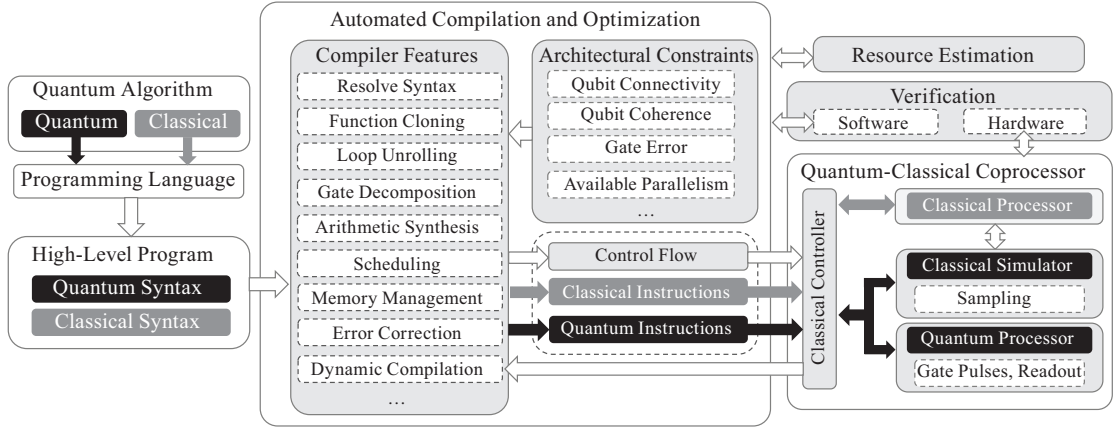 Quantum Algorithm
Quantum
Classical
Programming Language
High-Level Program
Quantum Syntax
Classical Syntax
Automated Compilation and Optimization
Compiler Features
Resolve Syntax
Function Cloning
Loop Unrolling
Gate Decomposition
Arithmetic Synthesis
Scheduling
Memory Management
Error Correction
Dynamic Compilation
…
Architectural Constraints
Qubit Connectivity
Qubit Coherence
Gate Error
Available Parallelism
…
Control Flow
Classical Instructions
Quantum Instructions
Resource Estimation
Verification
Software
Hardware
Quantum-Classical Coprocessor
Classical Controller
Classical Processor
Classical Simulator
Sampling
Quantum Processor
Gate Pulses, Readout